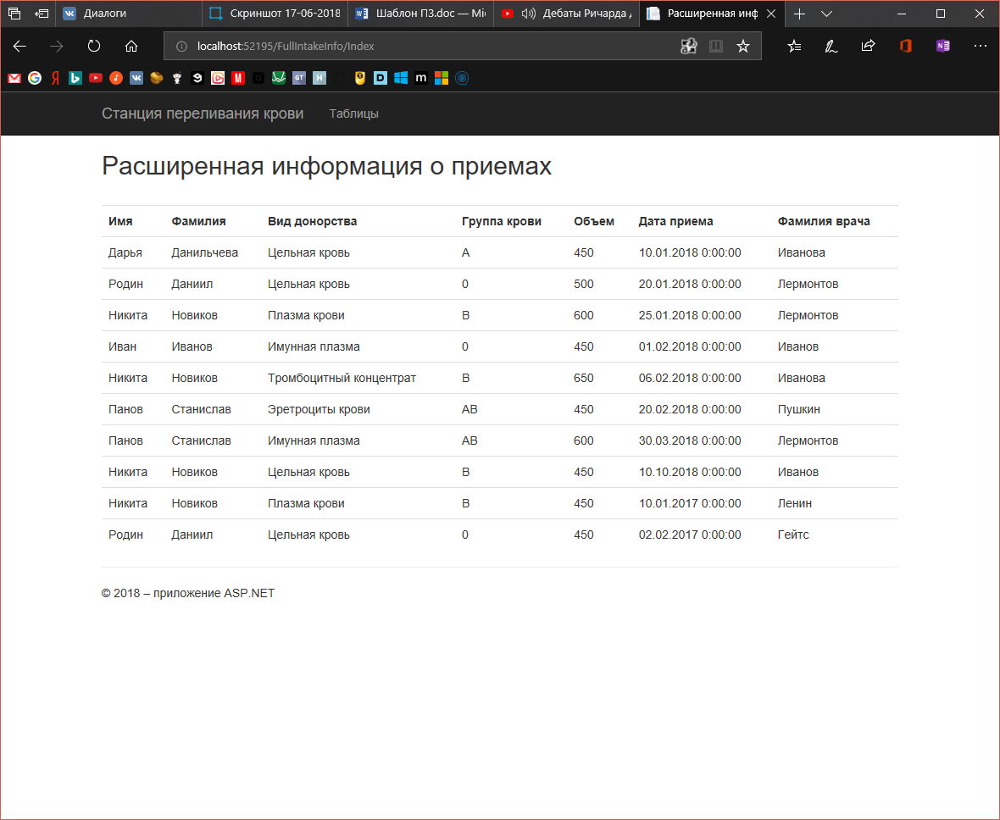 Диалоги Скриншот 17-06-2018 Шаблон ПЗ.doc — Mi Дебаты Ричарда Расширенная инф
localhost:52195/FullIntakeInfo/Index
Станция переливания крови Таблицы
Расширенная информация о приемах
Имя Фамилия Вид донорства Группа крови Объем Дата приема Фамилия врача
Дарья Данильчева Цельная кровь A 450 10.01.2018 0:00:00 Иванова
Родин Даниил Цельная кровь 0 500 20.01.2018 0:00:00 Лермонтов
Никита Новиков Плазма крови B 600 25.01.2018 0:00:00 Лермонтов
Иван Иванов Имунная плазма 0 450 01.02.2018 0:00:00 Иванов
Никита Новиков Тромбоцитный концентрат B 650 06.02.2018 0:00:00 Иванова
Панов Станислав Эретроциты крови AB 450 20.02.2018 0:00:00 Пушкин
Панов Станислав Имунная плазма AB 600 30.03.2018 0:00:00 Лермонтов
Никита Новиков Цельная кровь B 450 10.10.2018 0:00:00 Иванов
Никита Новиков Плазма крови B 450 10.01.2017 0:00:00 Ленин
Родин Даниил Цельная кровь 0 450 02.02.2017 0:00:00 Гейтс
© 2018 – приложение ASP.NET